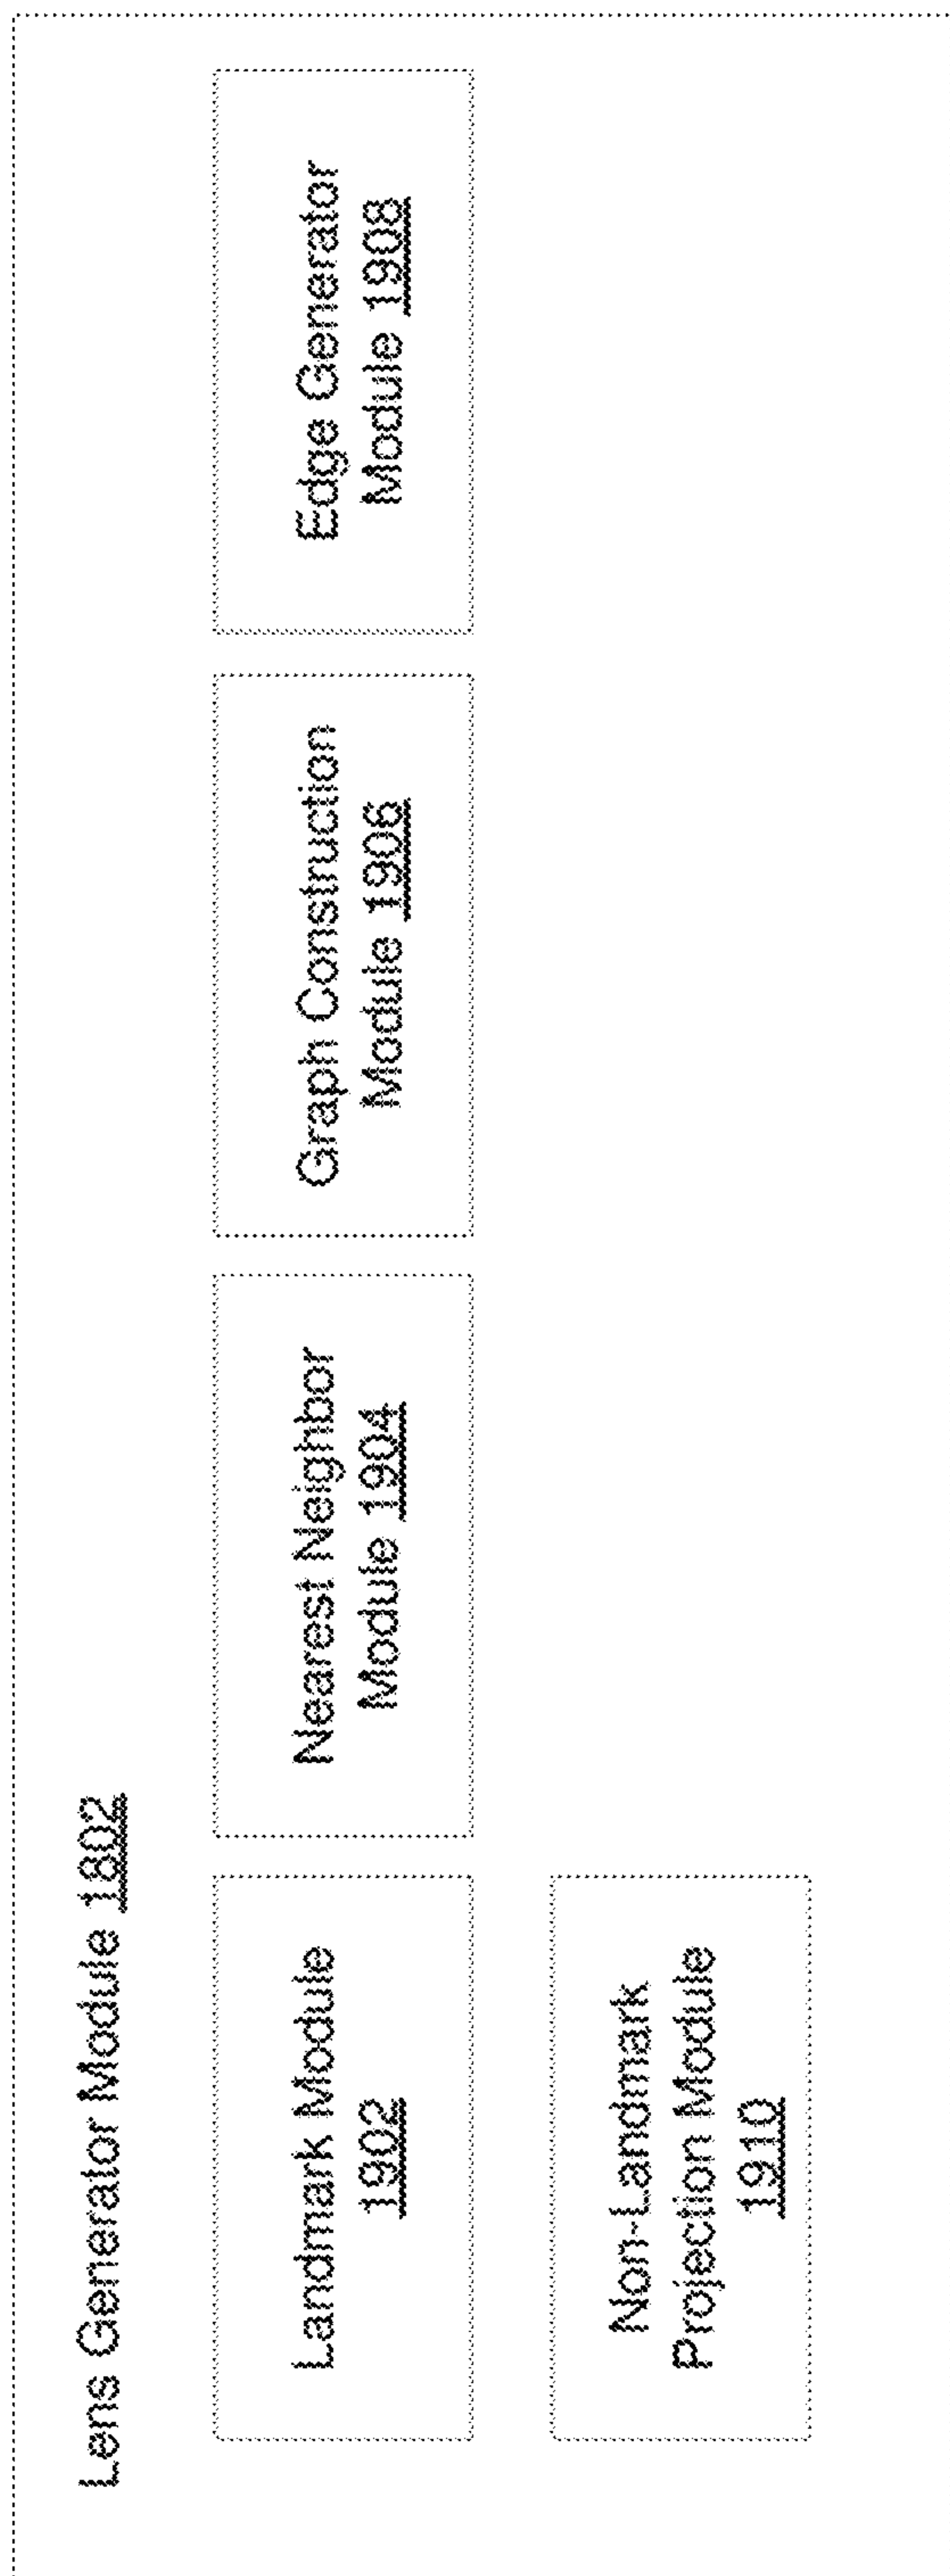 Lens Generator Module 1802
Landmark Module
1902
Nearest Neighbor
Module 1904
Graph Construction
Module 1906
Edge Generator
Module 1908
Non-Landmark
Projection Module
1910